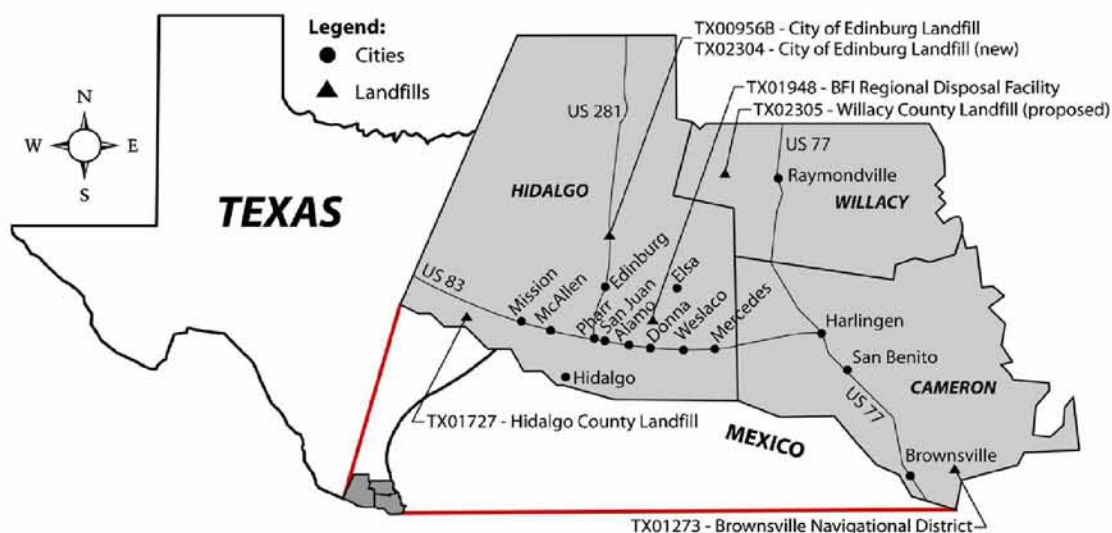 Legend:
Cities
Landfills
N
W
E
S
TEXAS
TX00956B - City of Edinburg Landfill
TX02304 - City of Edinburg Landfill (new)
TX01948 - BFI Regional Disposal Facility
TX02305 - Willacy County Landfill (proposed)
US 281
US 77
Raymondville
HIDALGO
WILLACY
US 83
Mission
McAllen
Edinburg
Pharr
San Juan
Alamo
Elsa
Donna
Weslaco
Mercedes
Harlingen
San Benito
Hidalgo
US 77
CAMERON
TX01727 - Hidalgo County Landfill
MEXICO
Brownsville
TX01273 - Brownsville Navigational District